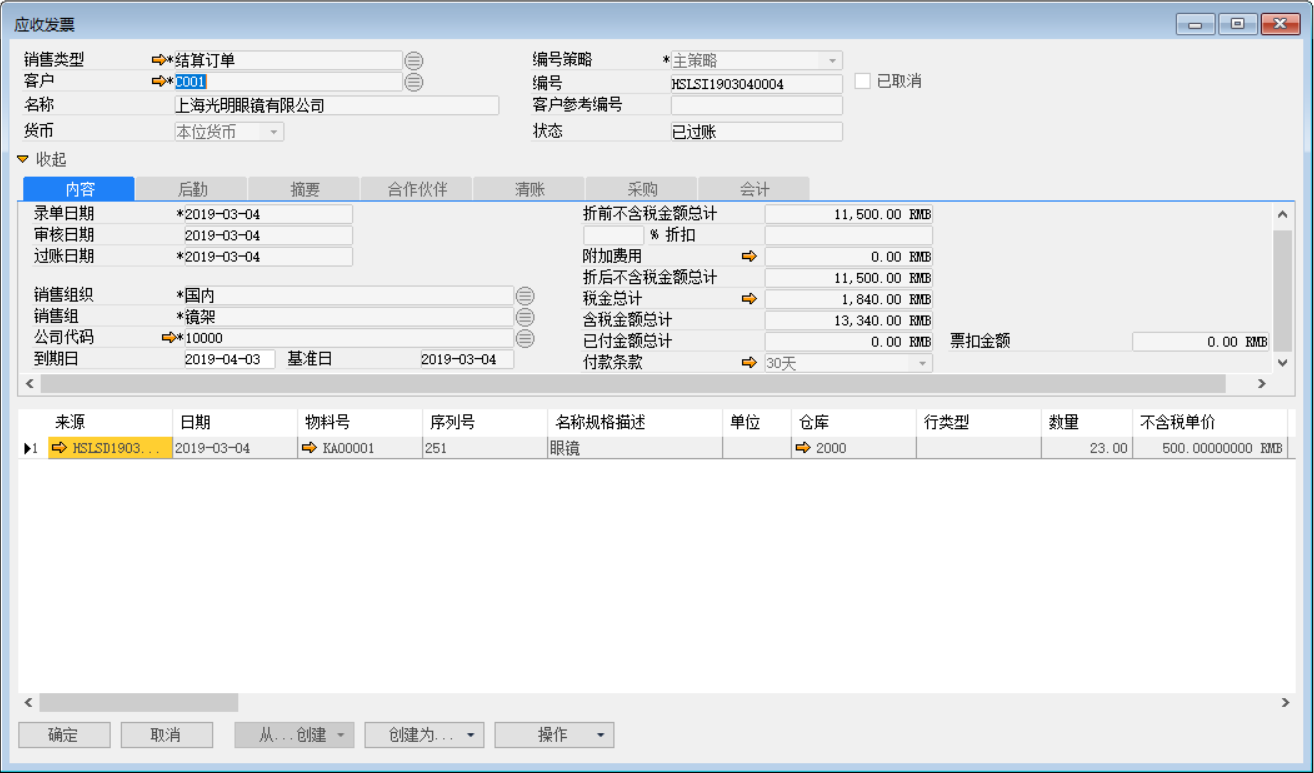 应收发票
销售类型 *结算订单 编号策略 *主策略
客户 *C001 编号 HSLSI1903040004 已取消
名称 上海光明眼镜有限公司 客户参考编号
货币 本位货币 状态 已过账
收起
内容 后勤 摘要 合作伙伴 清账 采购 会计
录单日期 *2019-03-04 折前不含税金额总计 11,500.00 RMB
审核日期 2019-03-04 % 折扣
过账日期 *2019-03-04 附加费用 0.00 RMB
折后不含税金额总计 11,500.00 RMB
销售组织 *国内 税金总计 1,840.00 RMB
销售组 *镜架 含税金额总计 13,340.00 RMB
公司代码 *10000 已付金额总计 0.00 RMB 票扣金额 0.00 RMB
到期日 2019-04-03 基准日 2019-03-04 付款条款 30天
来源 日期 物料号 序列号 名称规格描述 单位 仓库 行类型 数量 不含税单价
1 HSLSD1903... 2019-03-04 KA00001 251 眼镜 2000 23.00 500.00000000 RMB
确定 取消 从...创建 创建为... 操作